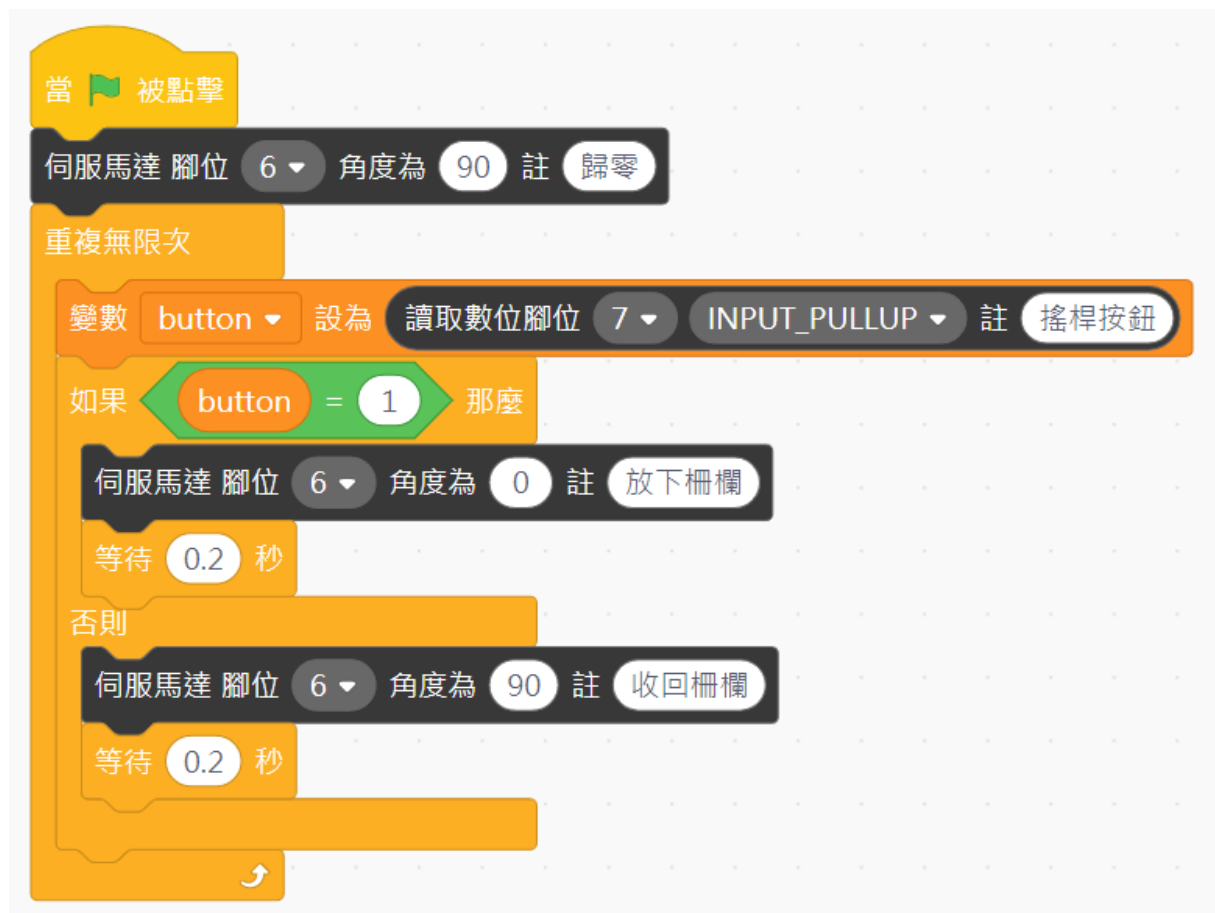 當 被點擊
伺服馬達 腳位 6 角度為 90 註 歸零
重複無限次
變數 button 設為 讀取數位腳位 7 INPUT_PULLUP 註 搖桿按鈕
如果 button = 1 那麼
伺服馬達 腳位 6 角度為 0 註 放下柵欄
等待 0.2 秒
否則
伺服馬達 腳位 6 角度為 90 註 收回柵欄
等待 0.2 秒